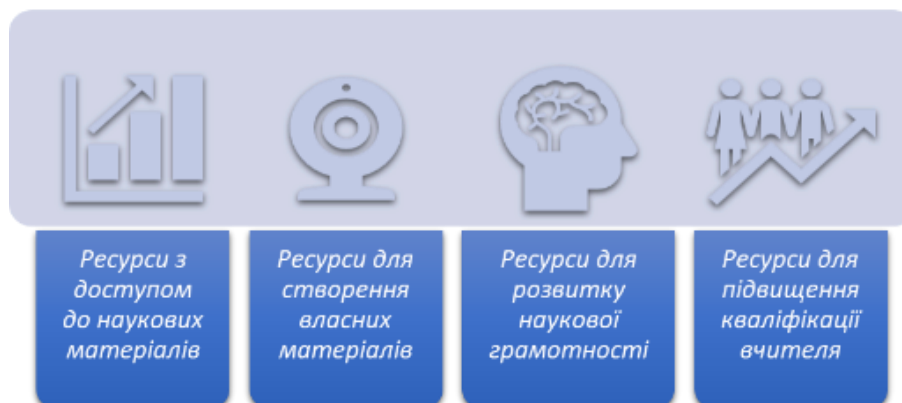 Ресурси з
доступом
до наукових
матеріалів
Ресурси для
створення
власних
матеріалів
Ресурси для
розвитку
наукової
грамотності
Ресурси для
підвищення
кваліфікації
вчителя